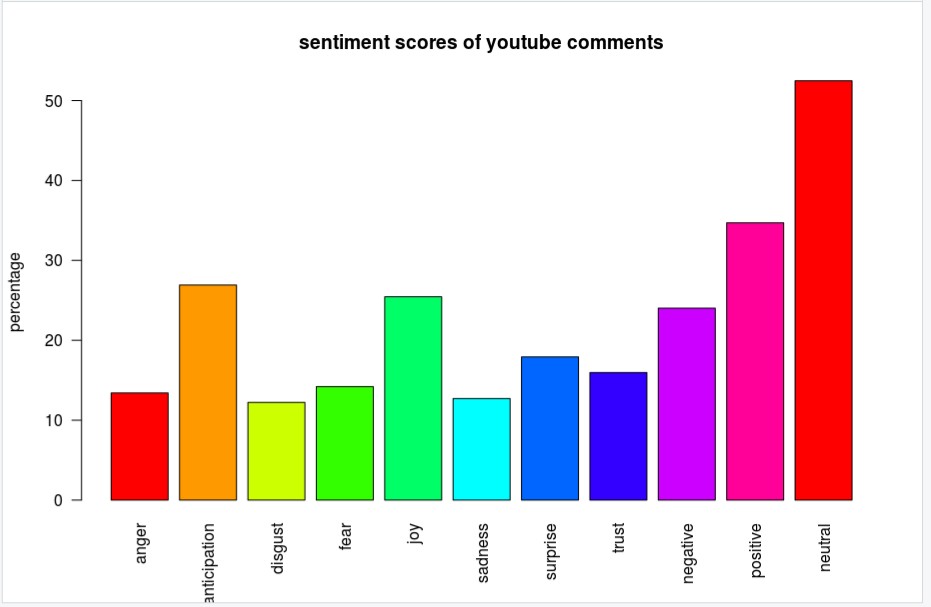 sentiment scores of youtube comments
percentage
50
40
30
20
10
0
anger
anticipation
disgust
fear
joy
sadness
surprise
trust
negative
positive
neutral